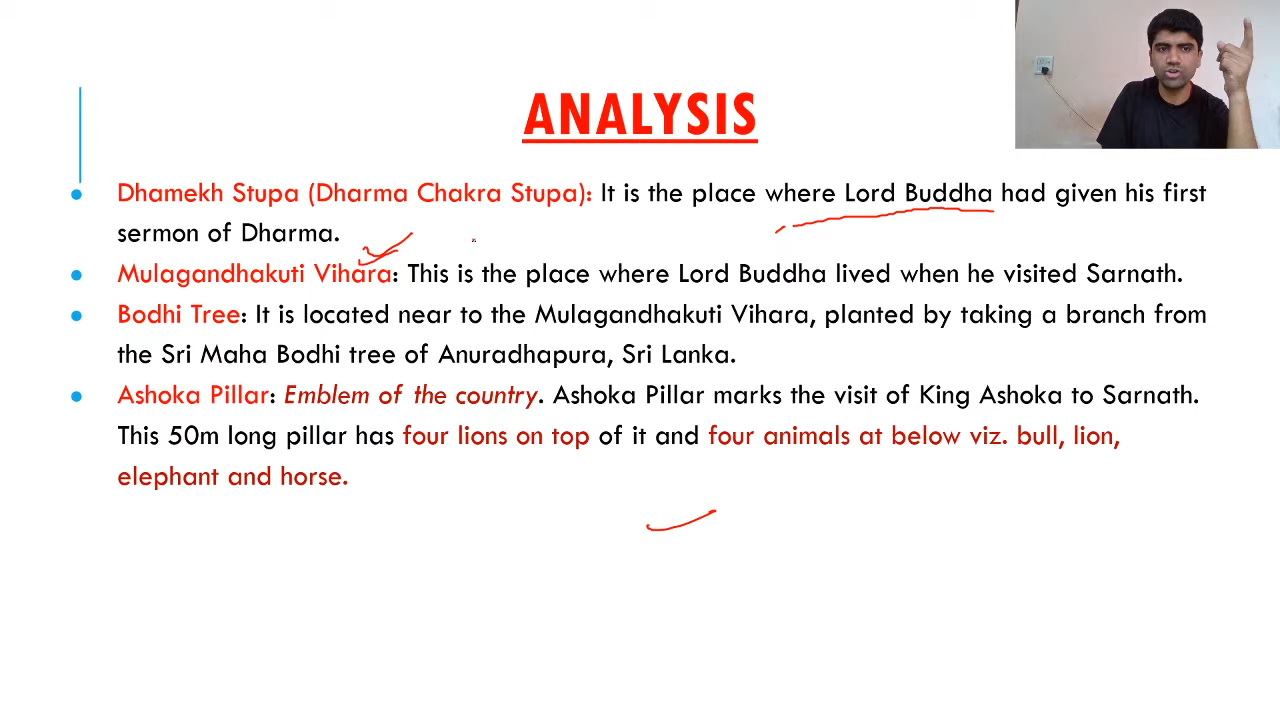 ANALYSIS
Dhamekh Stupa (Dharma Chakra Stupa): It is the place where Lord Buddha had given his first
sermon of Dharma.
Mulagandhakuti Vihara: This is the place where Lord Buddha lived when he visited Sarnath.
Bodhi Tree: It is located near to the Mulagandhakuti Vihara, planted by taking a branch from
the Sri Maha Bodhi tree of Anuradhapura, Sri Lanka.
Ashoka Pillar: Emblem of the country. Ashoka Pillar marks the visit of King Ashoka to Sarnath.
This 50m long pillar has four lions on top of it and four animals at below viz. bull, lion,
elephant and horse.